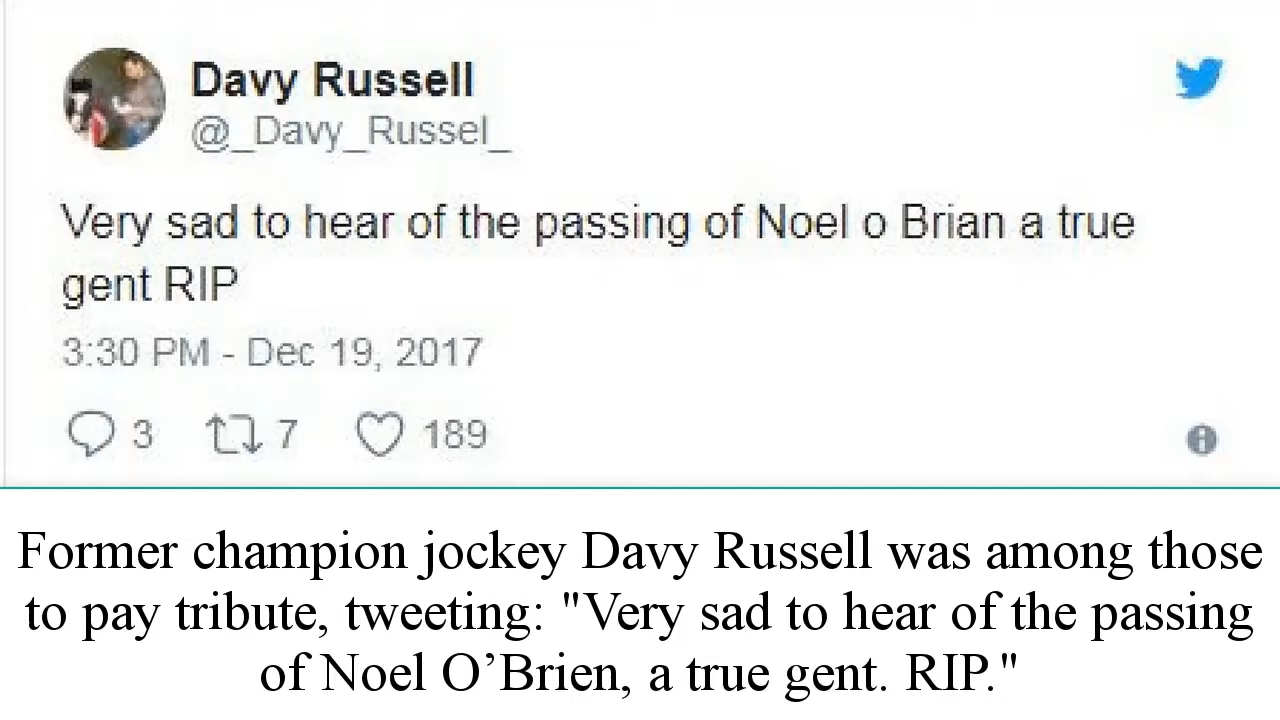 Davy Russell
@_Davy_Russel_
Very sad to hear of the passing of Noel o Brian a true
gent RIP
3:30 PM - Dec 19, 2017
3 7 189
Former champion jockey Davy Russell was among those
to pay tribute, tweeting: "Very sad to hear of the passing
of Noel O’Brien, a true gent. RIP."